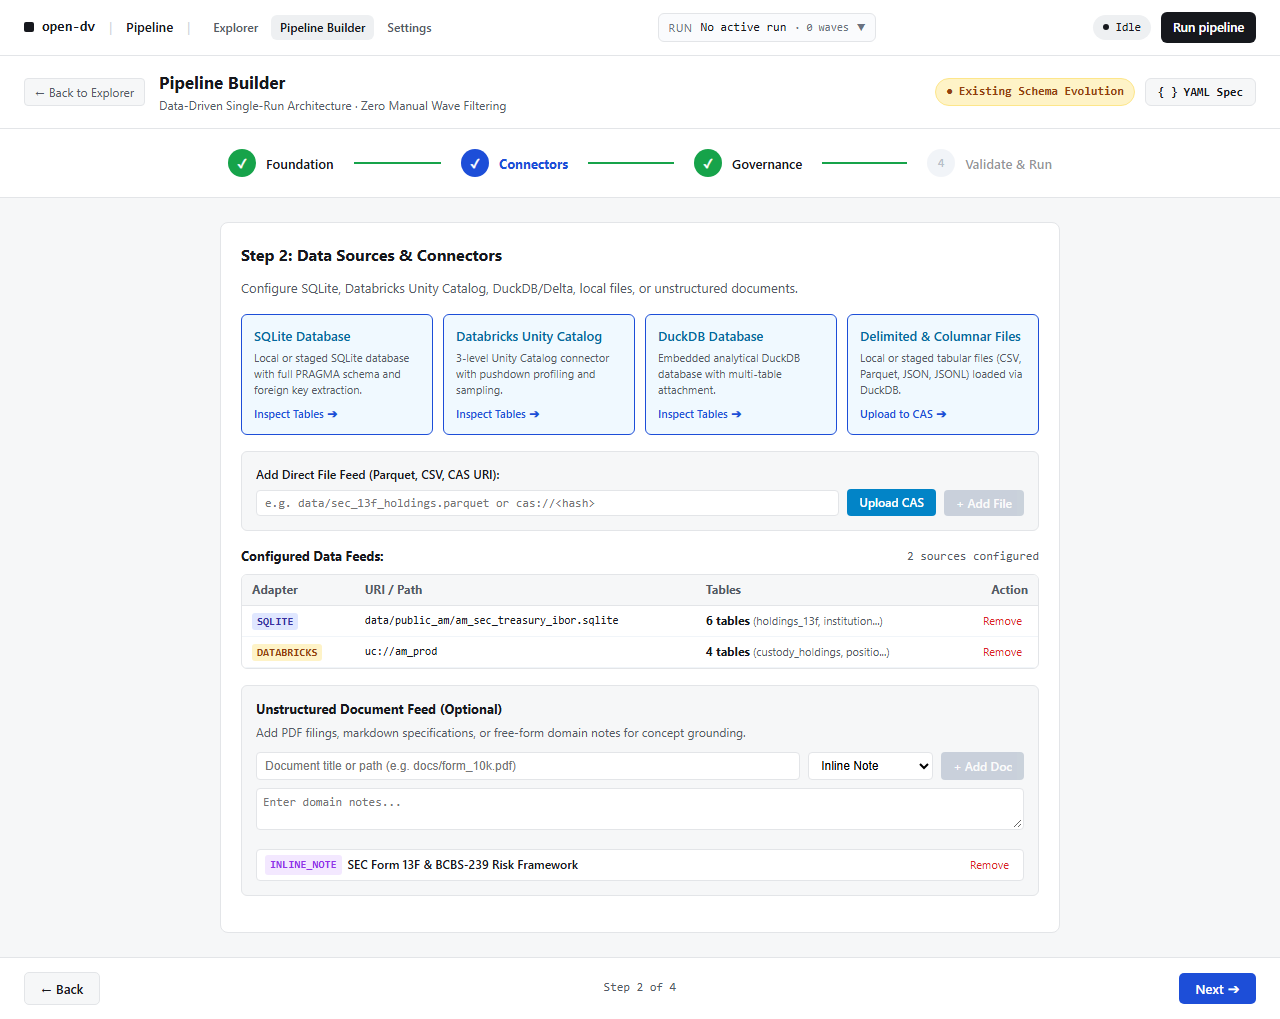 open-dv | Pipeline | Explorer Pipeline Builder Settings RUN No active run · 0 waves ▼ ● Idle Run pipeline
← Back to Explorer
Pipeline Builder
Data-Driven Single-Run Architecture · Zero Manual Wave Filtering
● Existing Schema Evolution
{ } YAML Spec
✓ Foundation ✓ Connectors ✓ Governance 4 Validate & Run
Step 2: Data Sources & Connectors
Configure SQLite, Databricks Unity Catalog, DuckDB/Delta, local files, or unstructured documents.
SQLite Database
Local or staged SQLite database
with full PRAGMA schema and
foreign key extraction.
Inspect Tables ➔
Databricks Unity Catalog
3-level Unity Catalog connector
with pushdown profiling and
sampling.
Inspect Tables ➔
DuckDB Database
Embedded analytical DuckDB
database with multi-table
attachment.
Inspect Tables ➔
Delimited & Columnar Files
Local or staged tabular files (CSV,
Parquet, JSON, JSONL) loaded via
DuckDB.
Upload to CAS ➔
Add Direct File Feed (Parquet, CSV, CAS URI):
e.g. data/sec_13f_holdings.parquet or cas://<hash> Upload CAS + Add File
Configured Data Feeds: 2 sources configured
Adapter URI / Path Tables Action
SQLITE data/public_am/am_sec_treasury_ibor.sqlite 6 tables (holdings_13f, institution...) Remove
DATABRICKS uc://am_prod 4 tables (custody_holdings, positio...) Remove
Unstructured Document Feed (Optional)
Add PDF filings, markdown specifications, or free-form domain notes for concept grounding.
Document title or path (e.g. docs/form_10k.pdf) Inline Note + Add Doc
Enter domain notes...
INLINE_NOTE SEC Form 13F & BCBS-239 Risk Framework Remove
← Back Step 2 of 4 Next ➔